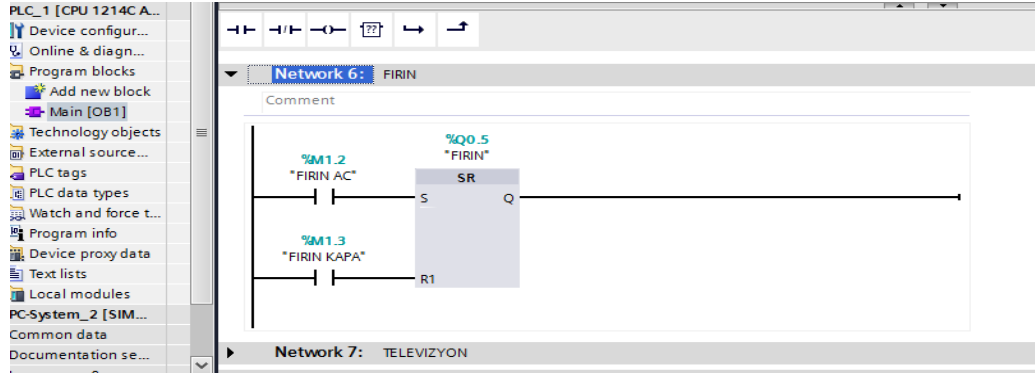 PLC_1 [CPU 1214C A...
Device configur...
Online & diagn...
Program blocks
Add new block
Main [OB1]
Technology objects
External source...
PLC tags
PLC data types
Watch and force t...
Program info
Device proxy data
Text lists
Local modules
PC-System_2 [SIM...
Common data
Documentation se...
??
Network 6: FIRIN
Comment
%Q0.5
"FIRIN"
%M1.2
"FIRIN AC"
SR
S Q
%M1.3
"FIRIN KAPA"
R1
Network 7: TELEVIZYON